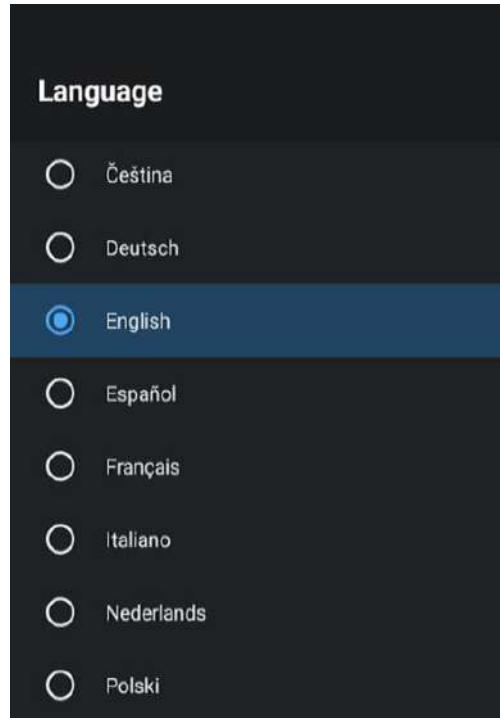 Language
Čeština
Deutsch
English
Español
Français
Italiano
Nederlands
Polski